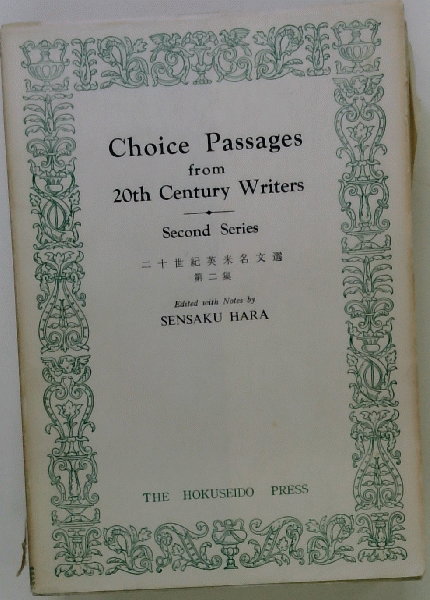 Choice Passages
from
20th Century Writers
Second Series
二十世紀英米名文選
第二集
Edited with Notes by
SENSAKU HARA
THE HOKUSEIDO PRESS